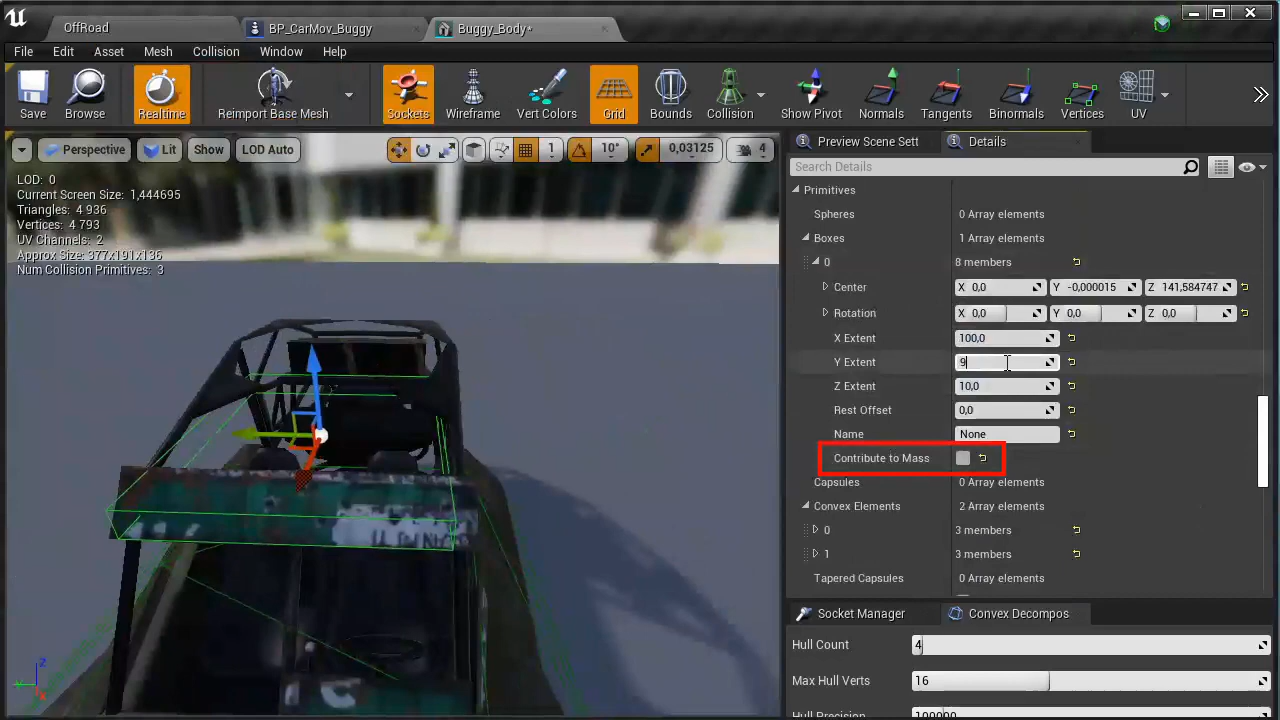 OffRoad
BP_CarMov_Buggy
Buggy_Body*
File Edit Asset Mesh Collision Window Help
Save Browse Realtime Reimport Base Mesh Sockets Wireframe Vert Colors Grid Bounds Collision Show Pivot Normals Tangents Binormals Vertices UV
Perspective Lit Show LOD Auto 1 10° 0,03125 4
Preview Scene Sett Details
Search Details
LOD: 0
Current Screen Size: 1,444695
Triangles: 4 936
Vertices: 4 793
UV Channels: 2
Approx Size: 377x191x136
Num Collision Primitives: 3
Primitives
Spheres 0 Array elements
Boxes 1 Array elements
0 8 members
Center X 0,0 Y -0,000015 Z 141,584747
Rotation X 0,0 Y 0,0 Z 0,0
X Extent 100,0
Y Extent 9
Z Extent 10,0
Rest Offset 0,0
Name None
Contribute to Mass
Capsules 0 Array elements
Convex Elements 2 Array elements
0 3 members
1 3 members
Tapered Capsules 0 Array elements
Socket Manager Convex Decompos
Hull Count 4
Max Hull Verts 16
Hull Precision 100000